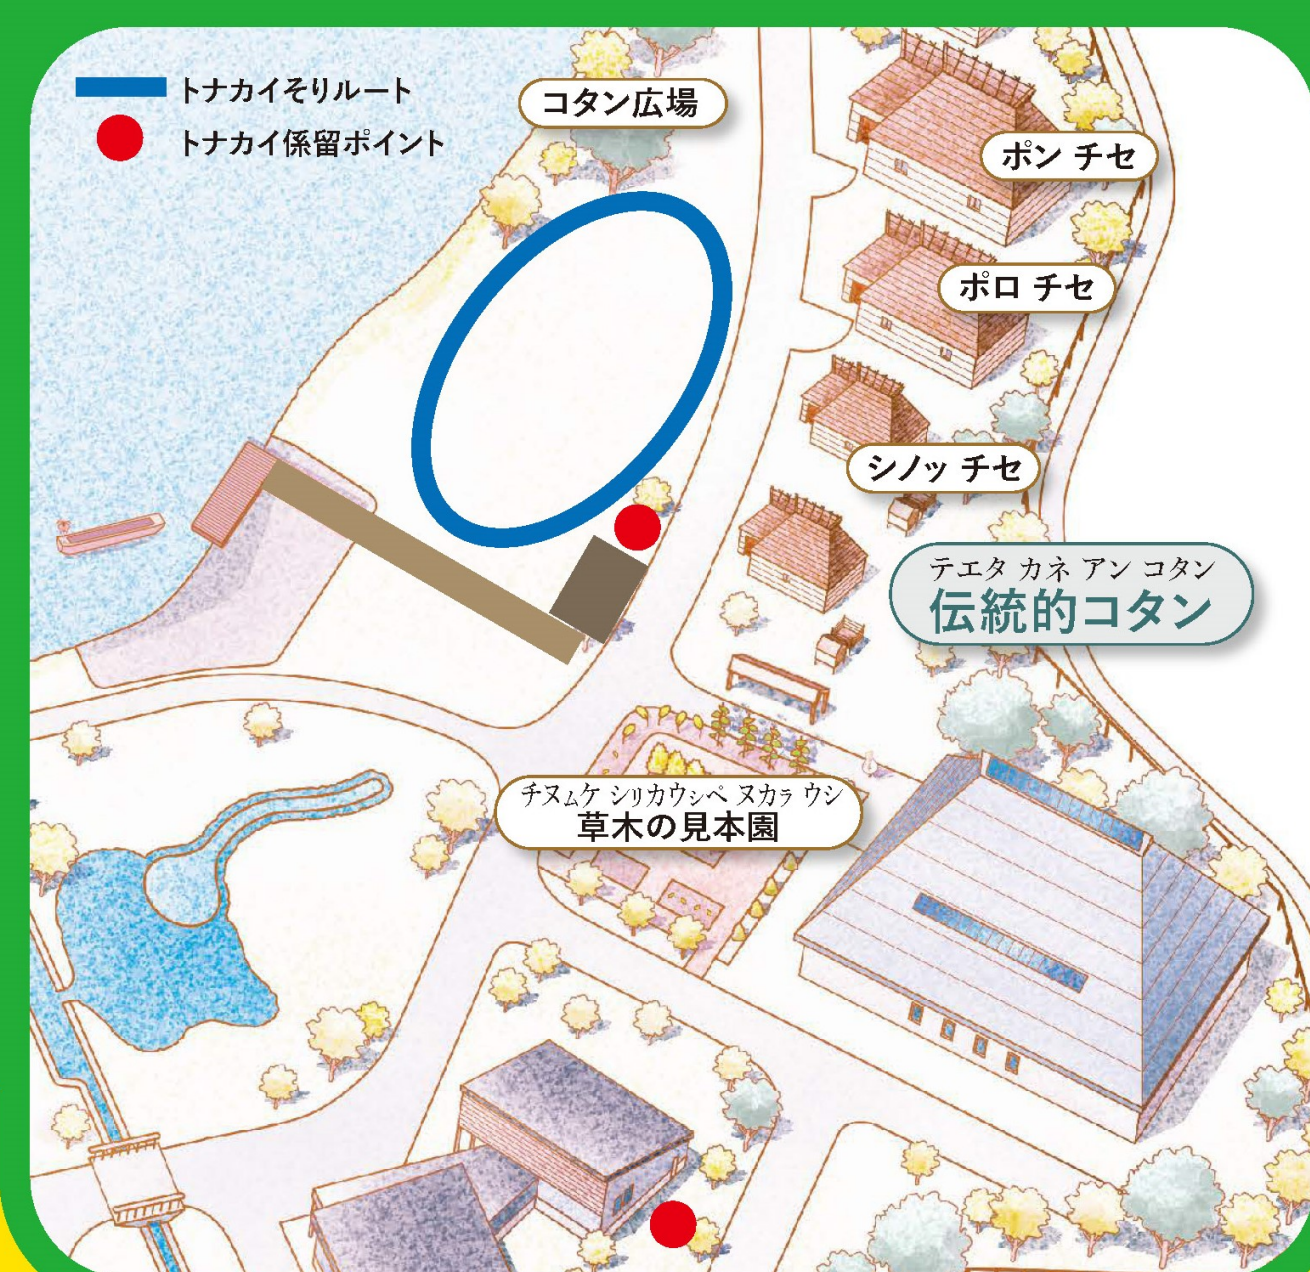 トナカイそりルート
トナカイ係留ポイント
コタン広場
ポン チセ
ポロ チセ
シノッ チセ
テエタ カネ アン コタン
伝統的コタン
チヌㇺケ シリカウㇱペ ヌカㇻ ウシ
草木の見本園